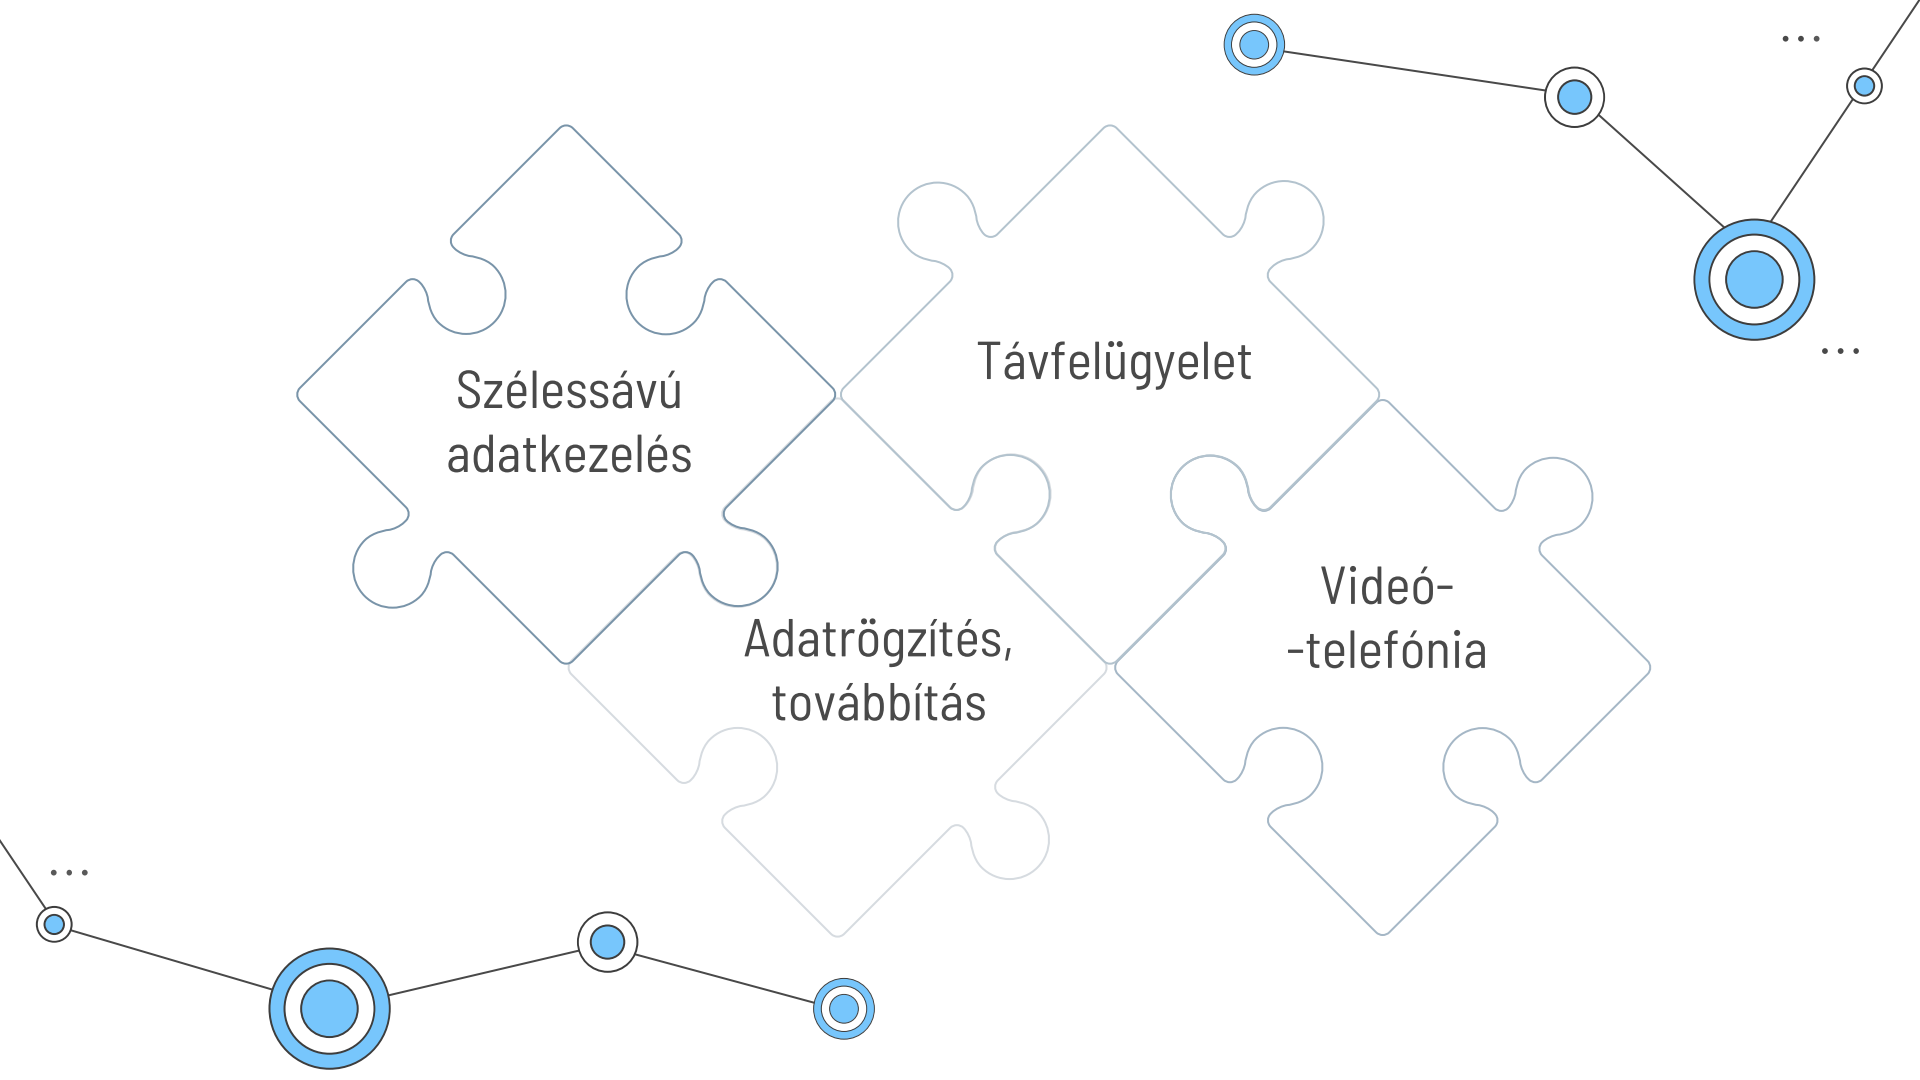 Szélessávú
adatkezelés
Távfelügyelet
Adatrögzítés,
továbbítás
Videó-
-telefónia